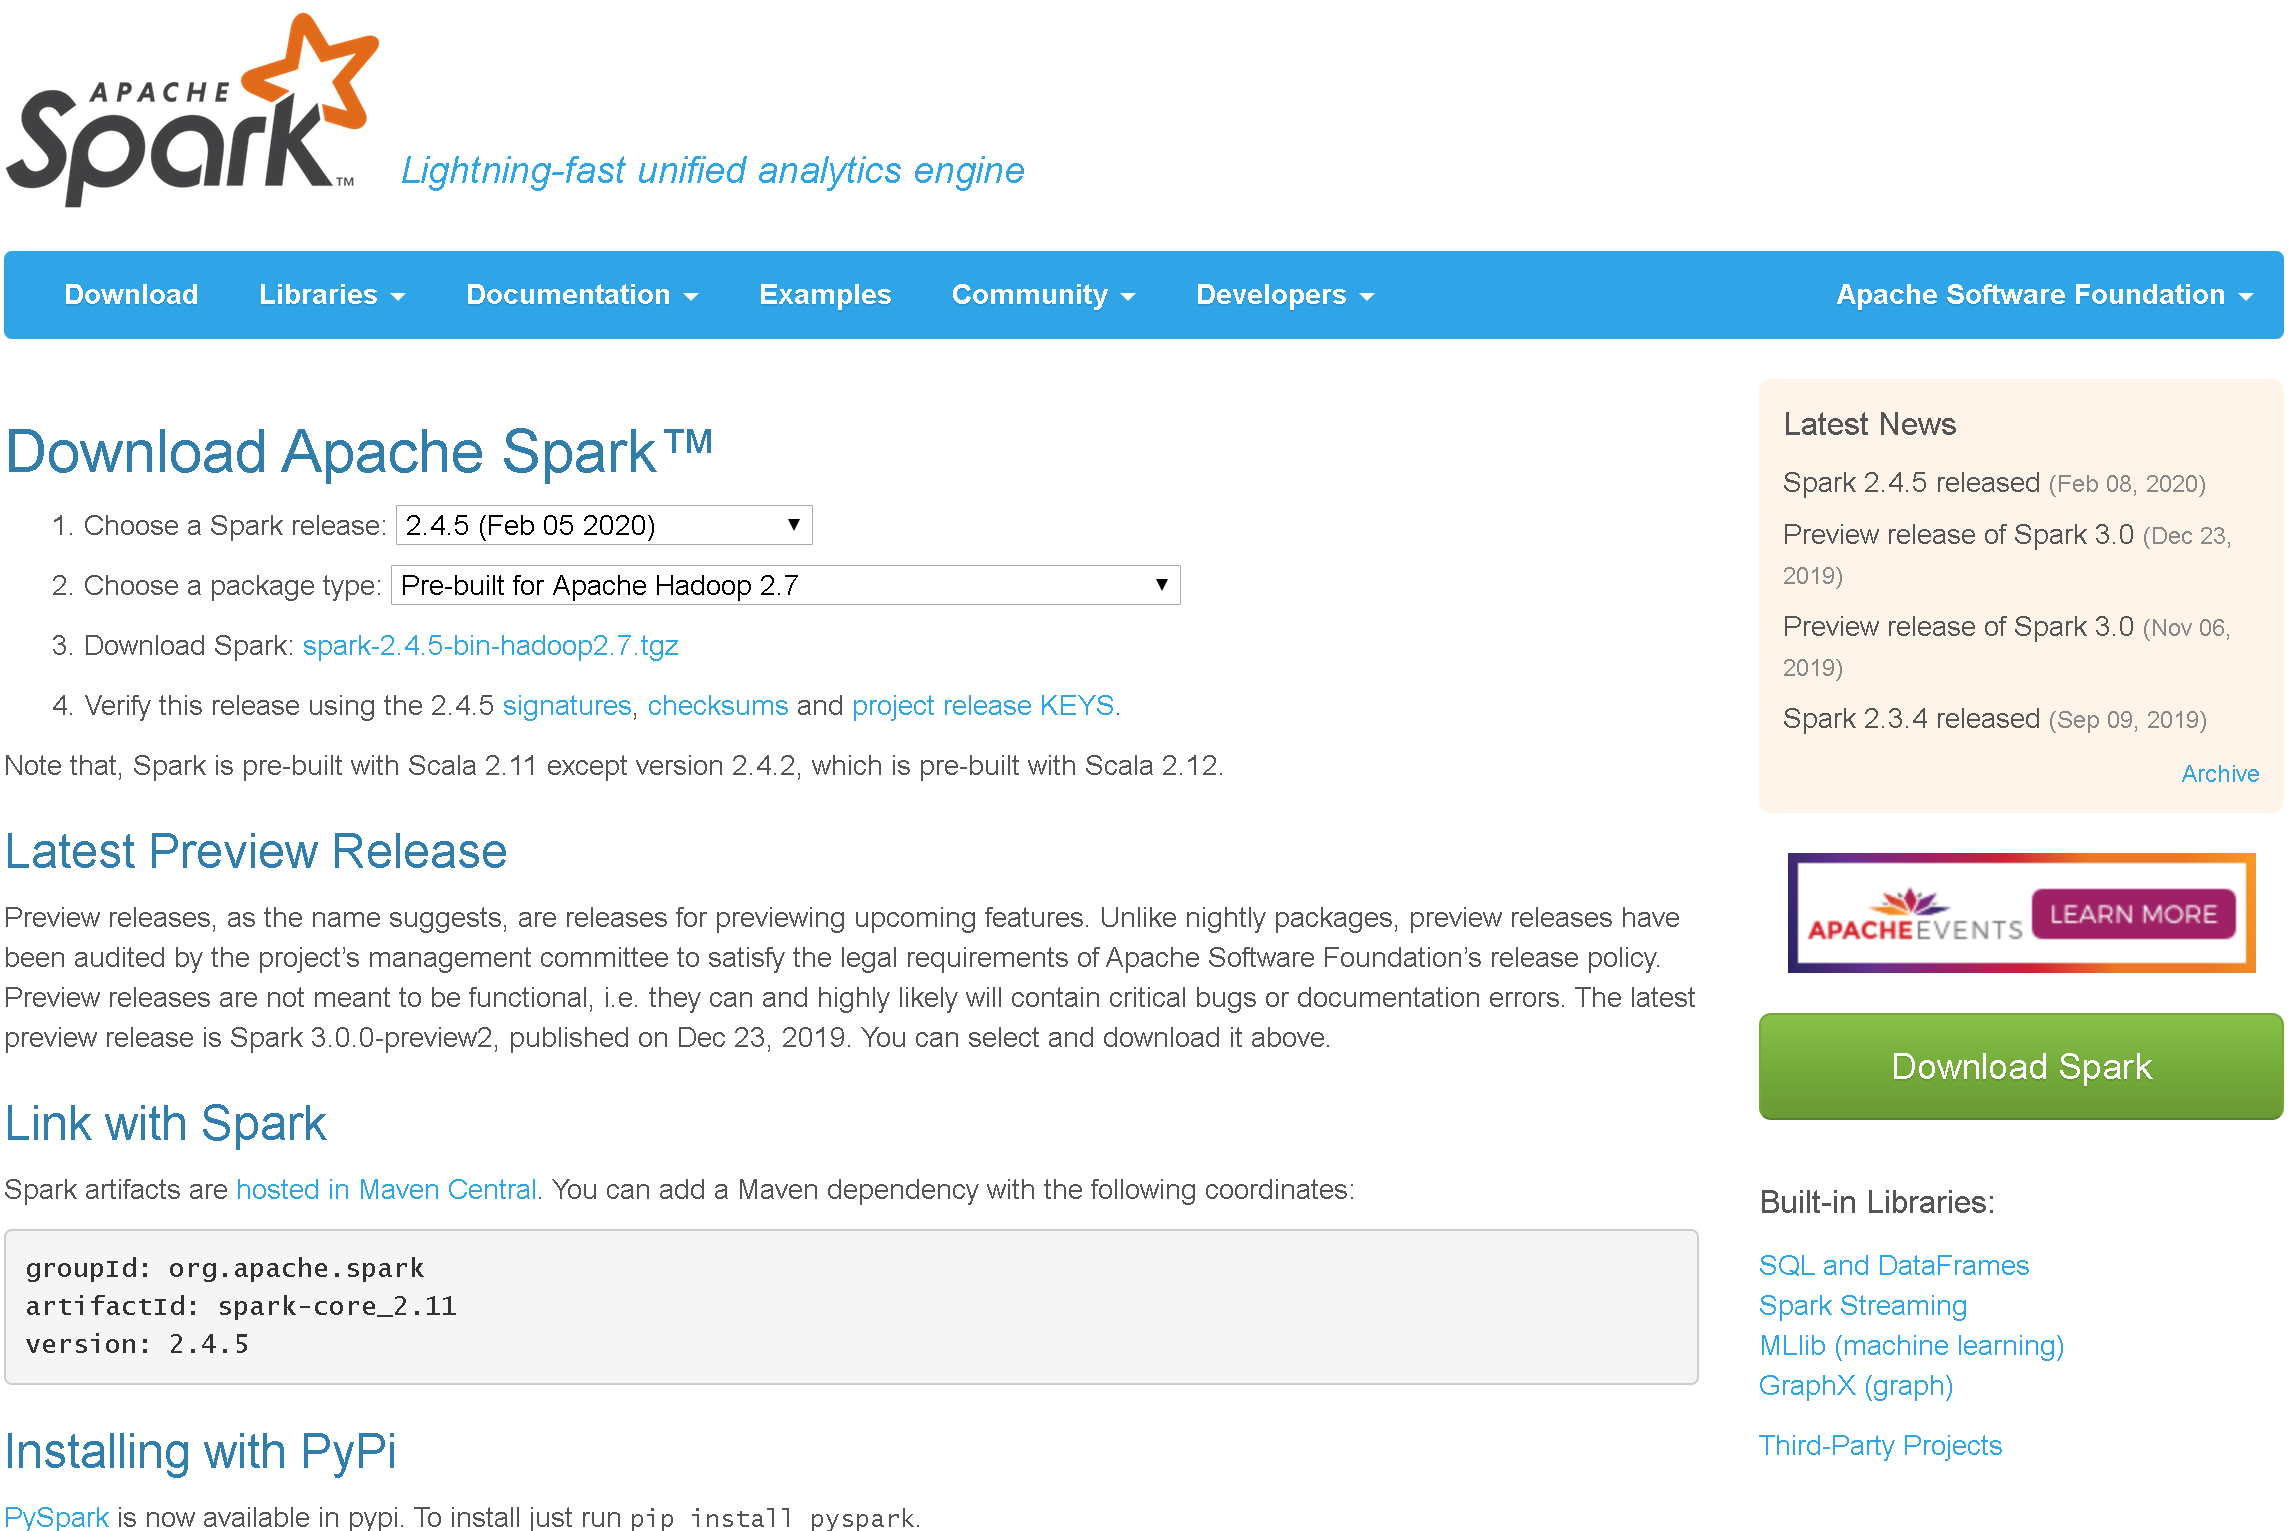 APACHE
Spark™
Lightning-fast unified analytics engine
Download Libraries Documentation Examples Community Developers Apache Software Foundation
Download Apache Spark™
1. Choose a Spark release: 2.4.5 (Feb 05 2020)
2. Choose a package type: Pre-built for Apache Hadoop 2.7
3. Download Spark: spark-2.4.5-bin-hadoop2.7.tgz
4. Verify this release using the 2.4.5 signatures, checksums and project release KEYS.
Note that, Spark is pre-built with Scala 2.11 except version 2.4.2, which is pre-built with Scala 2.12.
Latest Preview Release
Preview releases, as the name suggests, are releases for previewing upcoming features. Unlike nightly packages, preview releases have
been audited by the project’s management committee to satisfy the legal requirements of Apache Software Foundation’s release policy.
Preview releases are not meant to be functional, i.e. they can and highly likely will contain critical bugs or documentation errors. The latest
preview release is Spark 3.0.0-preview2, published on Dec 23, 2019. You can select and download it above.
Link with Spark
Spark artifacts are hosted in Maven Central. You can add a Maven dependency with the following coordinates:
groupId: org.apache.spark
artifactId: spark-core_2.11
version: 2.4.5
Installing with PyPi
PySpark is now available in pypi. To install just run pip install pyspark.
Latest News
Spark 2.4.5 released (Feb 08, 2020)
Preview release of Spark 3.0 (Dec 23,
2019)
Preview release of Spark 3.0 (Nov 06,
2019)
Spark 2.3.4 released (Sep 09, 2019)
Archive
APACHEEVENTS LEARN MORE
Download Spark
Built-in Libraries:
SQL and DataFrames
Spark Streaming
MLlib (machine learning)
GraphX (graph)
Third-Party Projects